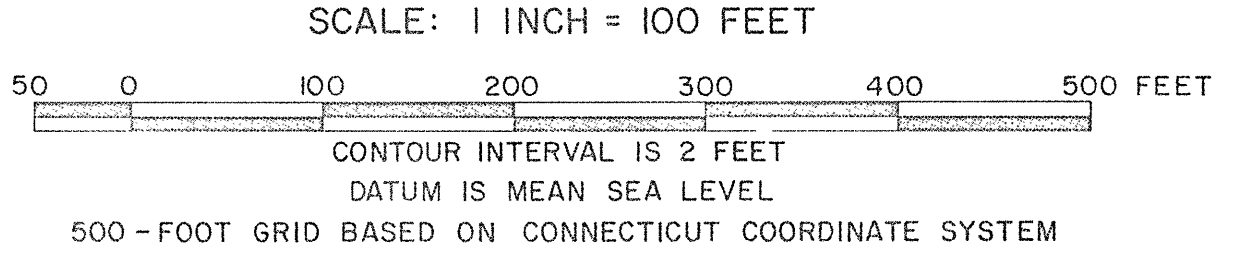 SCALE: 1 INCH = 100 FEET
50 0 100 200 300 400 500 FEET
CONTOUR INTERVAL IS 2 FEET
DATUM IS MEAN SEA LEVEL
500-FOOT GRID BASED ON CONNECTICUT COORDINATE SYSTEM